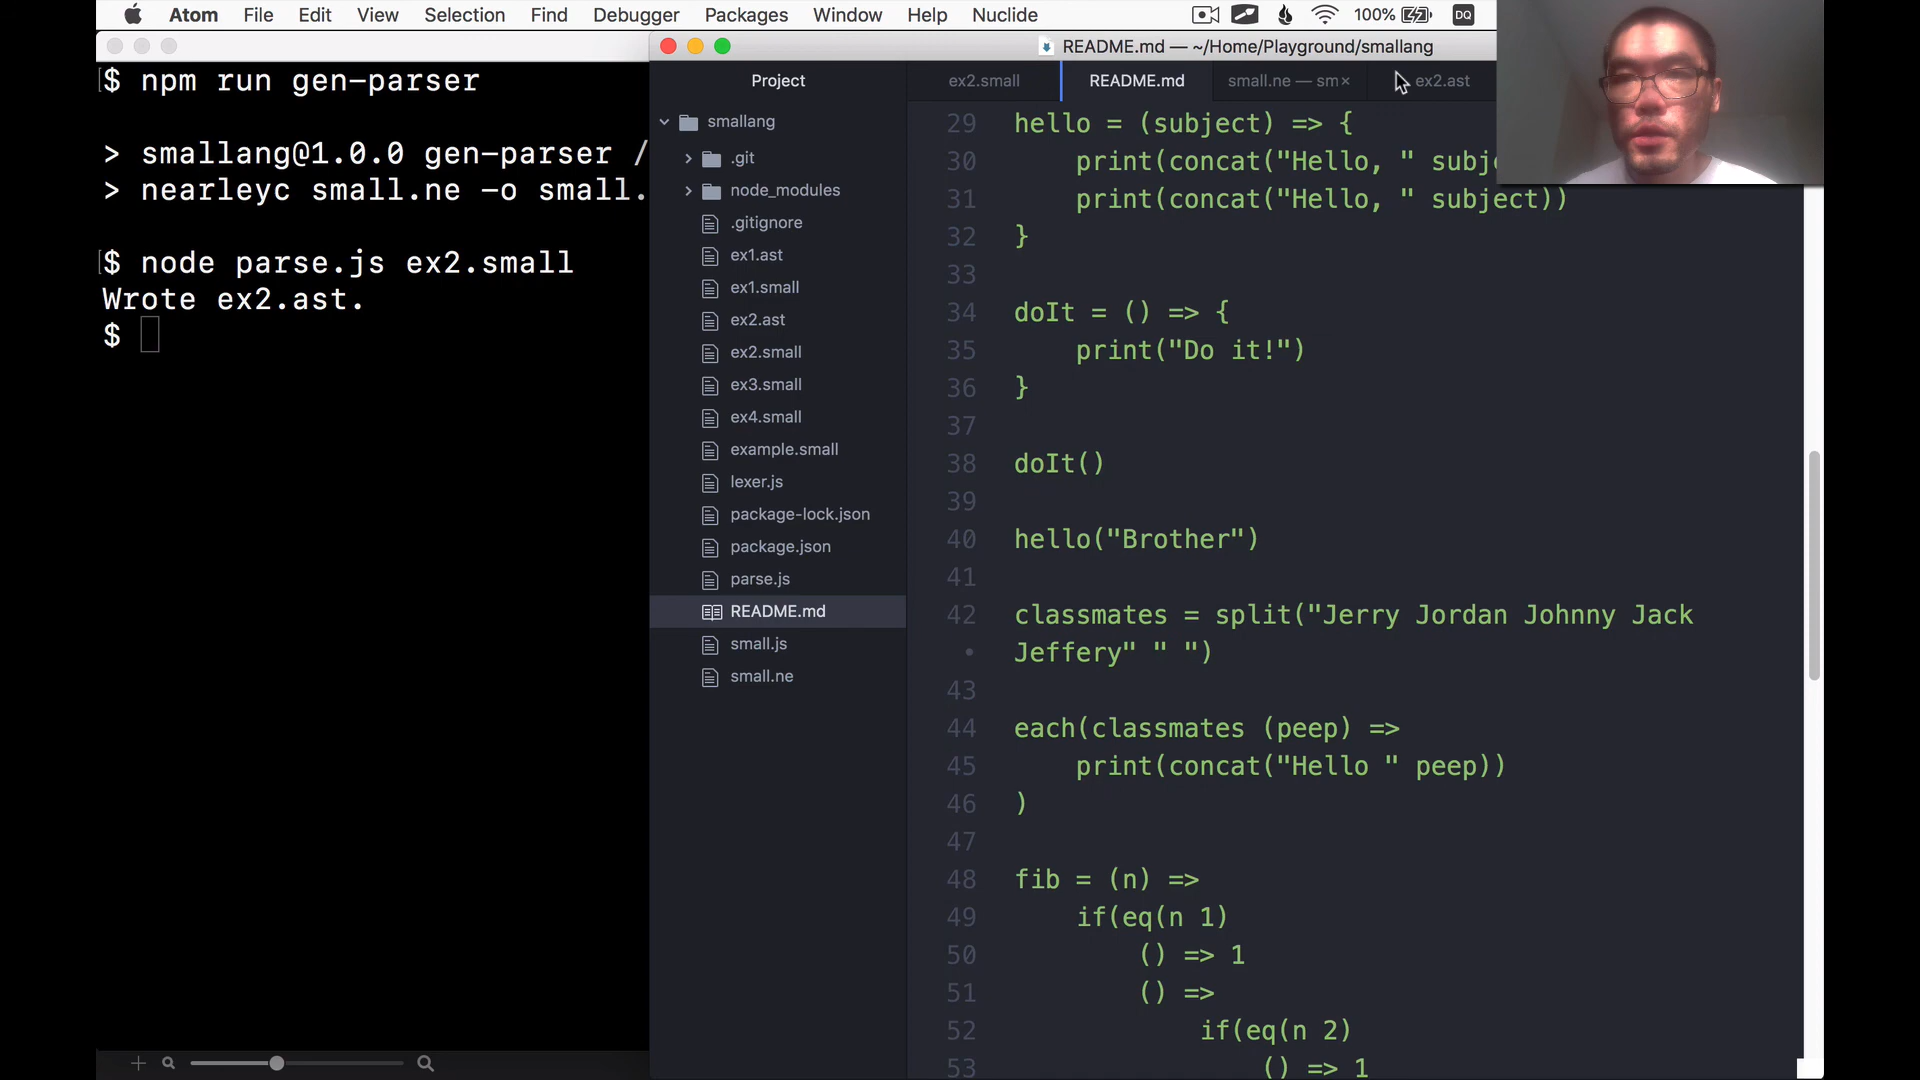 Atom File Edit View Selection Find Debugger Packages Window Help Nuclide 100% DQ
README.md — ~/Home/Playground/smallang
$ npm run gen-parser
> smallang@1.0.0 gen-parser /
> nearleyc small.ne -o small.
$ node parse.js ex2.small
Wrote ex2.ast.
$
Project
smallang
.git
node_modules
.gitignore
ex1.ast
ex1.small
ex2.ast
ex2.small
ex3.small
ex4.small
example.small
lexer.js
package-lock.json
package.json
parse.js
README.md
small.js
small.ne
ex2.small README.md small.ne — sm× ex2.ast
29 hello = (subject) => {
30 print(concat("Hello, " subje
31 print(concat("Hello, " subject))
32 }
33
34 doIt = () => {
35 print("Do it!")
36 }
37
38 doIt()
39
40 hello("Brother")
41
42 classmates = split("Jerry Jordan Johnny Jack
• Jeffery" " ")
43
44 each(classmates (peep) =>
45 print(concat("Hello " peep))
46 )
47
48 fib = (n) =>
49 if(eq(n 1)
50 () => 1
51 () =>
52 if(eq(n 2)
53 () => 1